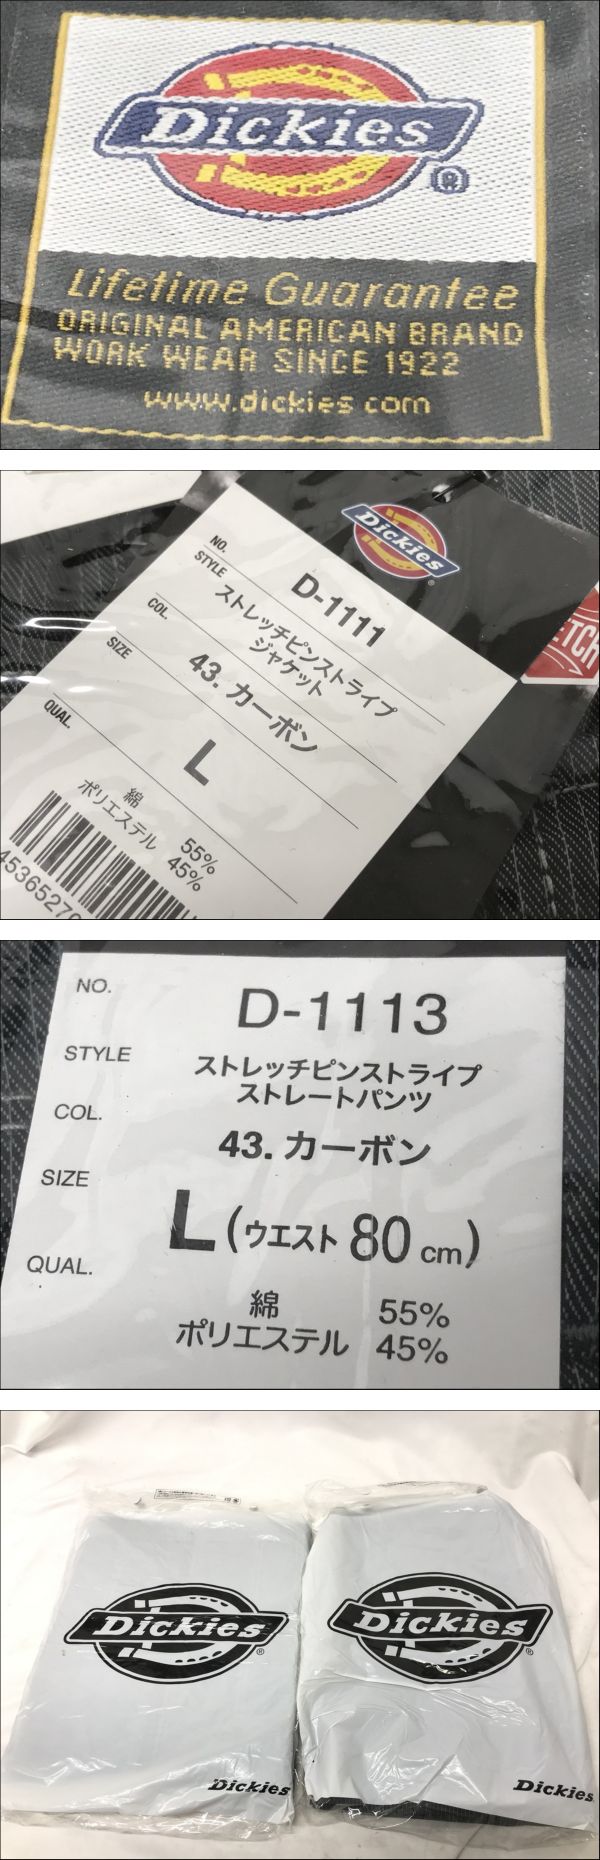 Dickies
®
Lifetime Guarantee
ORIGINAL AMERICAN BRAND
WORK WEAR SINCE 1922
www.dickies.com
Dickies
®
NO. D-1111
STYLE ストレッチピンストライプ
ジャケット
COL. 43. カーボン
SIZE L
QUAL. 綿 55%
ポリエステル 45%
NO. D-1113
STYLE ストレッチピンストライプ
ストレートパンツ
COL. 43. カーボン
SIZE L (ウエスト 80 cm)
QUAL. 綿 55%
ポリエステル 45%
Dickies
®
Dickies
Dickies
®
Dickies